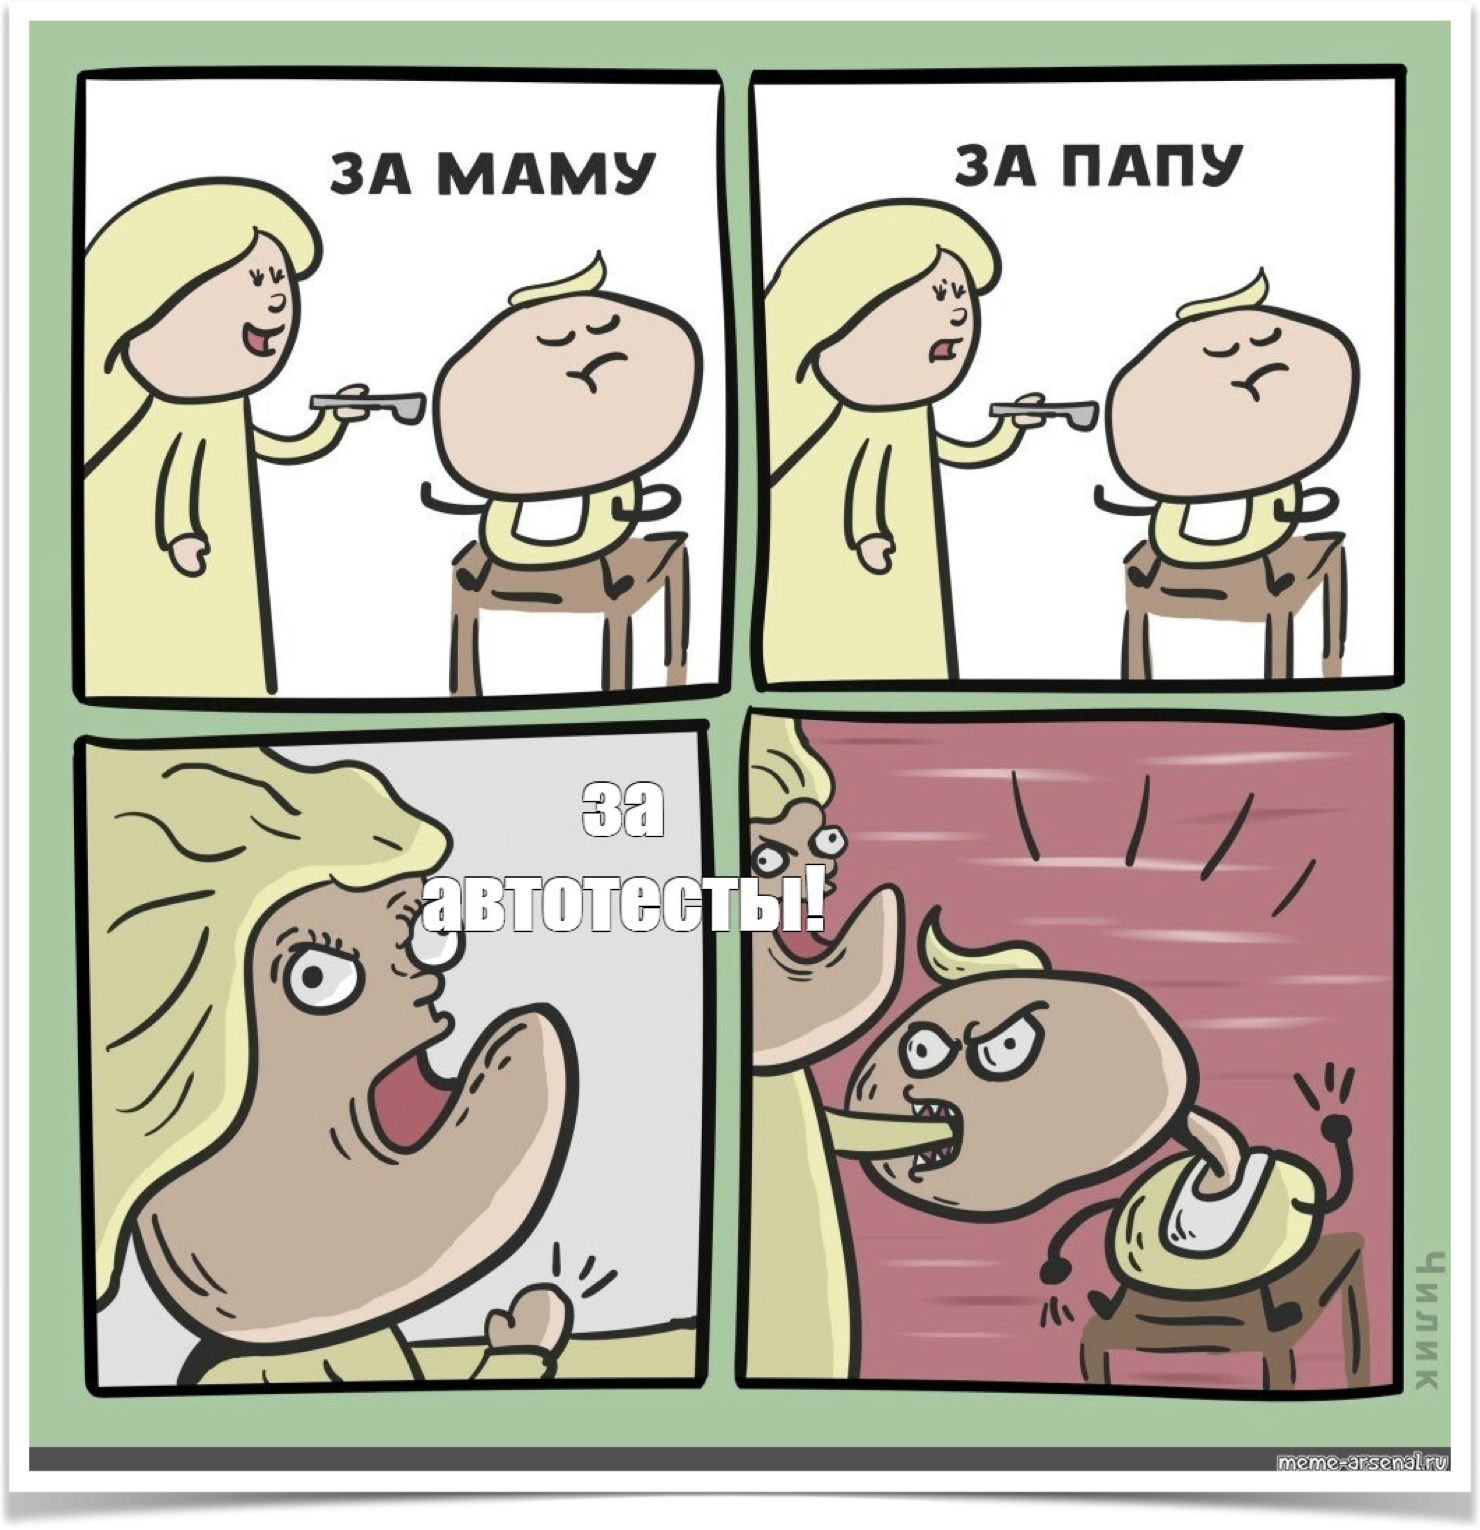 ЗА МАМУ
ЗА ПАПУ
за
автотесты!
Чилик
meme-arsenal.ru